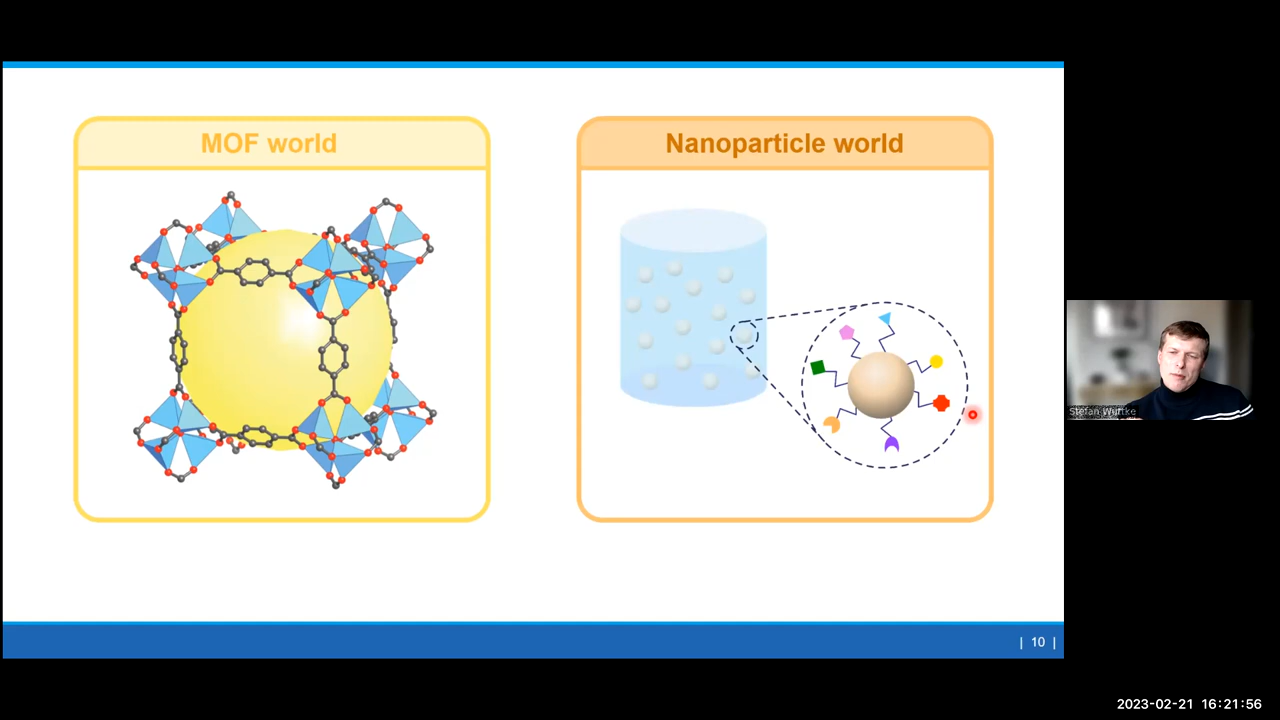 MOF world
Nanoparticle world
Stefan Wuttke
| 10 |
2023-02-21 16:21:56